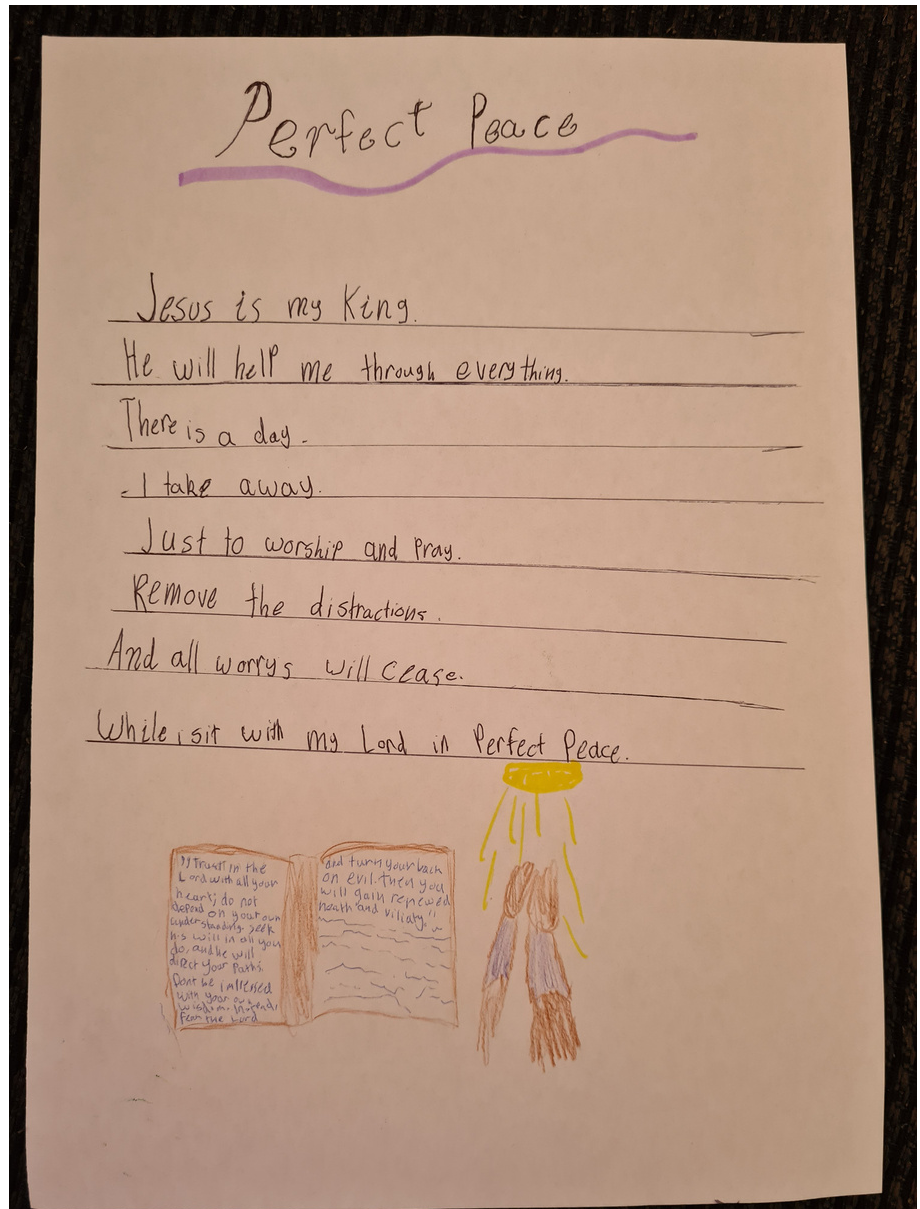 Perfect Peace
Jesus is my King.
He will help me through everything.
There is a day.
I take away.
Just to worship and Pray.
Remove the distractions.
And all worrys will cease.
While i sit with my Lord in Perfect Peace.
"Trust in the
Lord with all your
heart; do not
depend on your own
understanding. Seek
his will in all you
do, and he will
direct your Paths.
Dont be imlressed
with your own
wisdom. Instead,
fear the Lord
and turn your back
on evil. then you
will gain renewed
heath and viliaty."